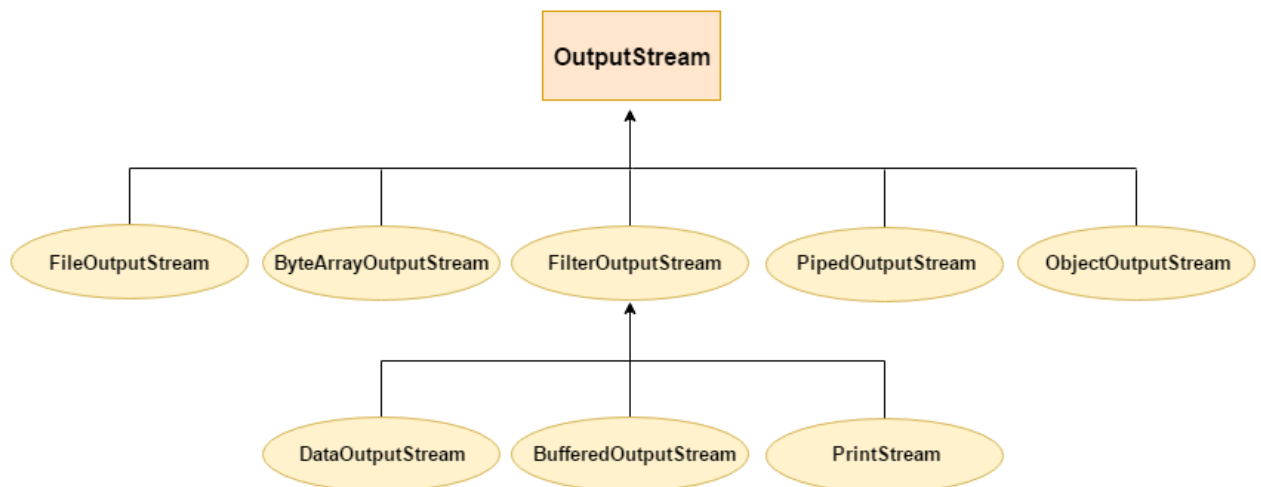 OutputStream
FileOutputStream
ByteArrayOutputStream
FilterOutputStream
PipedOutputStream
ObjectOutputStream
DataOutputStream
BufferedOutputStream
PrintStream